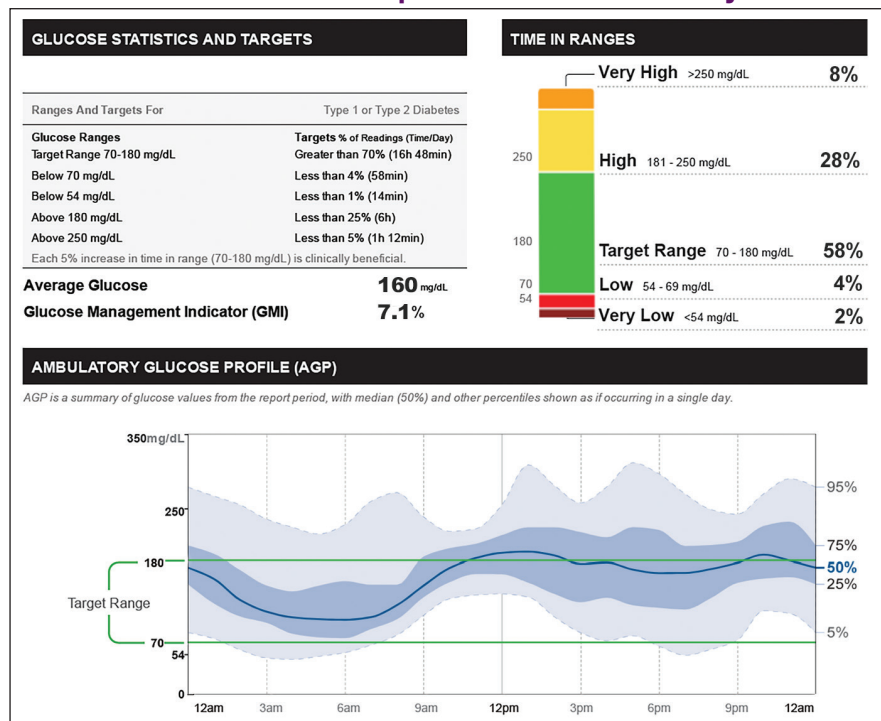 GLUCOSE STATISTICS AND TARGETS
Ranges And Targets For Type 1 or Type 2 Diabetes
Glucose Ranges Targets % of Readings (Time/Day)
Target Range 70-180 mg/dL Greater than 70% (16h 48min)
Below 70 mg/dL Less than 4% (58min)
Below 54 mg/dL Less than 1% (14min)
Above 180 mg/dL Less than 25% (6h)
Above 250 mg/dL Less than 5% (1h 12min)
Each 5% increase in time in range (70-180 mg/dL) is clinically beneficial.
Average Glucose 160 mg/dL
Glucose Management Indicator (GMI) 7.1%
TIME IN RANGES
Very High >250 mg/dL 8%
250
High 181 - 250 mg/dL 28%
180
Target Range 70 - 180 mg/dL 58%
70
Low 54 - 69 mg/dL 4%
54
Very Low <54 mg/dL 2%
AMBULATORY GLUCOSE PROFILE (AGP)
AGP is a summary of glucose values from the report period, with median (50%) and other percentiles shown as if occurring in a single day.
350mg/dL
250
180
Target Range
70
54
0
95%
75%
50%
25%
5%
12am 3am 6am 9am 12pm 3pm 6pm 9pm 12am